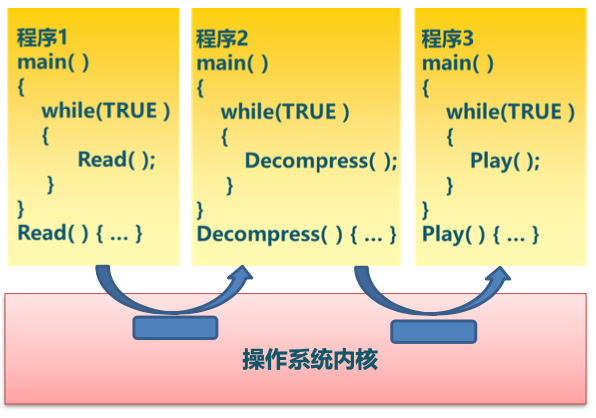 程序1
main( )
{
while(TRUE )
{
Read( );
}
}
Read( ) { ... }
程序2
main( )
{
while(TRUE )
{
Decompress( );
}
}
Decompress( ) { ... }
程序3
main( )
{
while(TRUE )
{
Play( );
}
}
Play( ) { ... }
操作系统内核